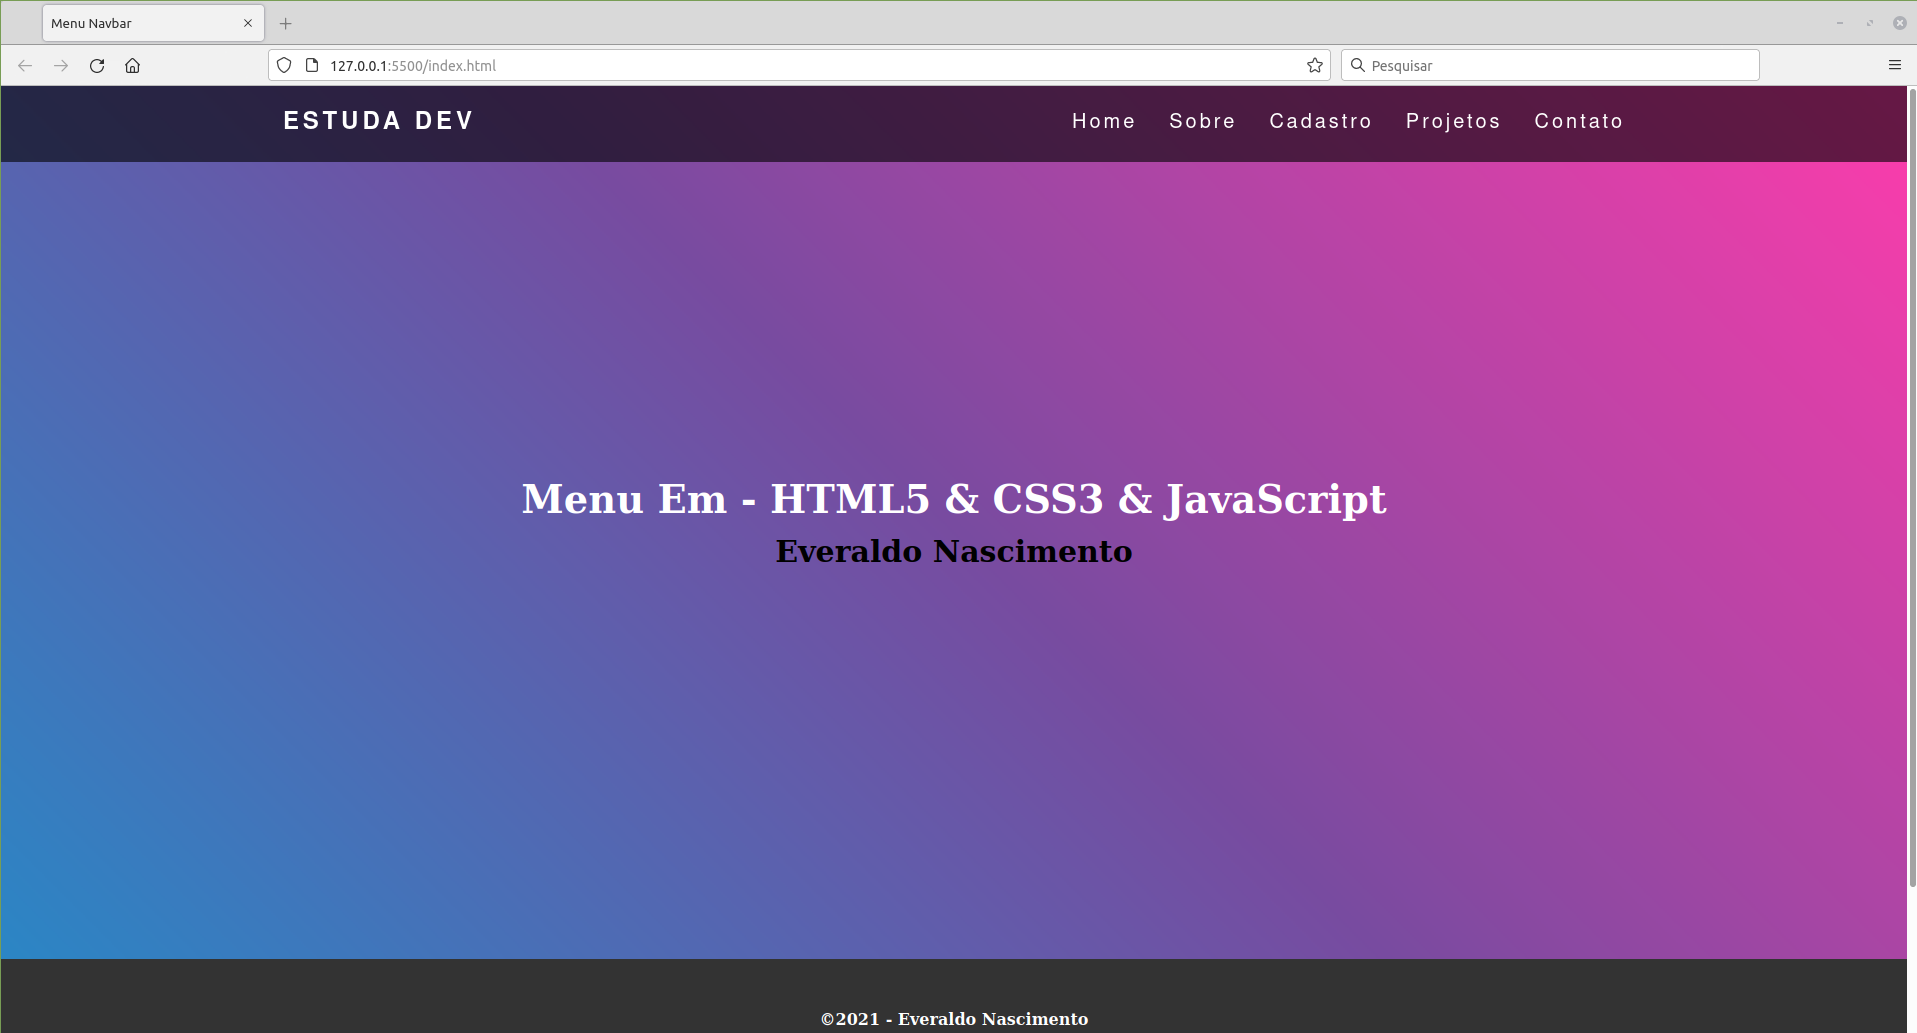 Menu Navbar
127.0.0.1:5500/index.html
Pesquisar
ESTUDA DEV
Home Sobre Cadastro Projetos Contato
Menu Em - HTML5 & CSS3 & JavaScript
Everaldo Nascimento
©2021 - Everaldo Nascimento